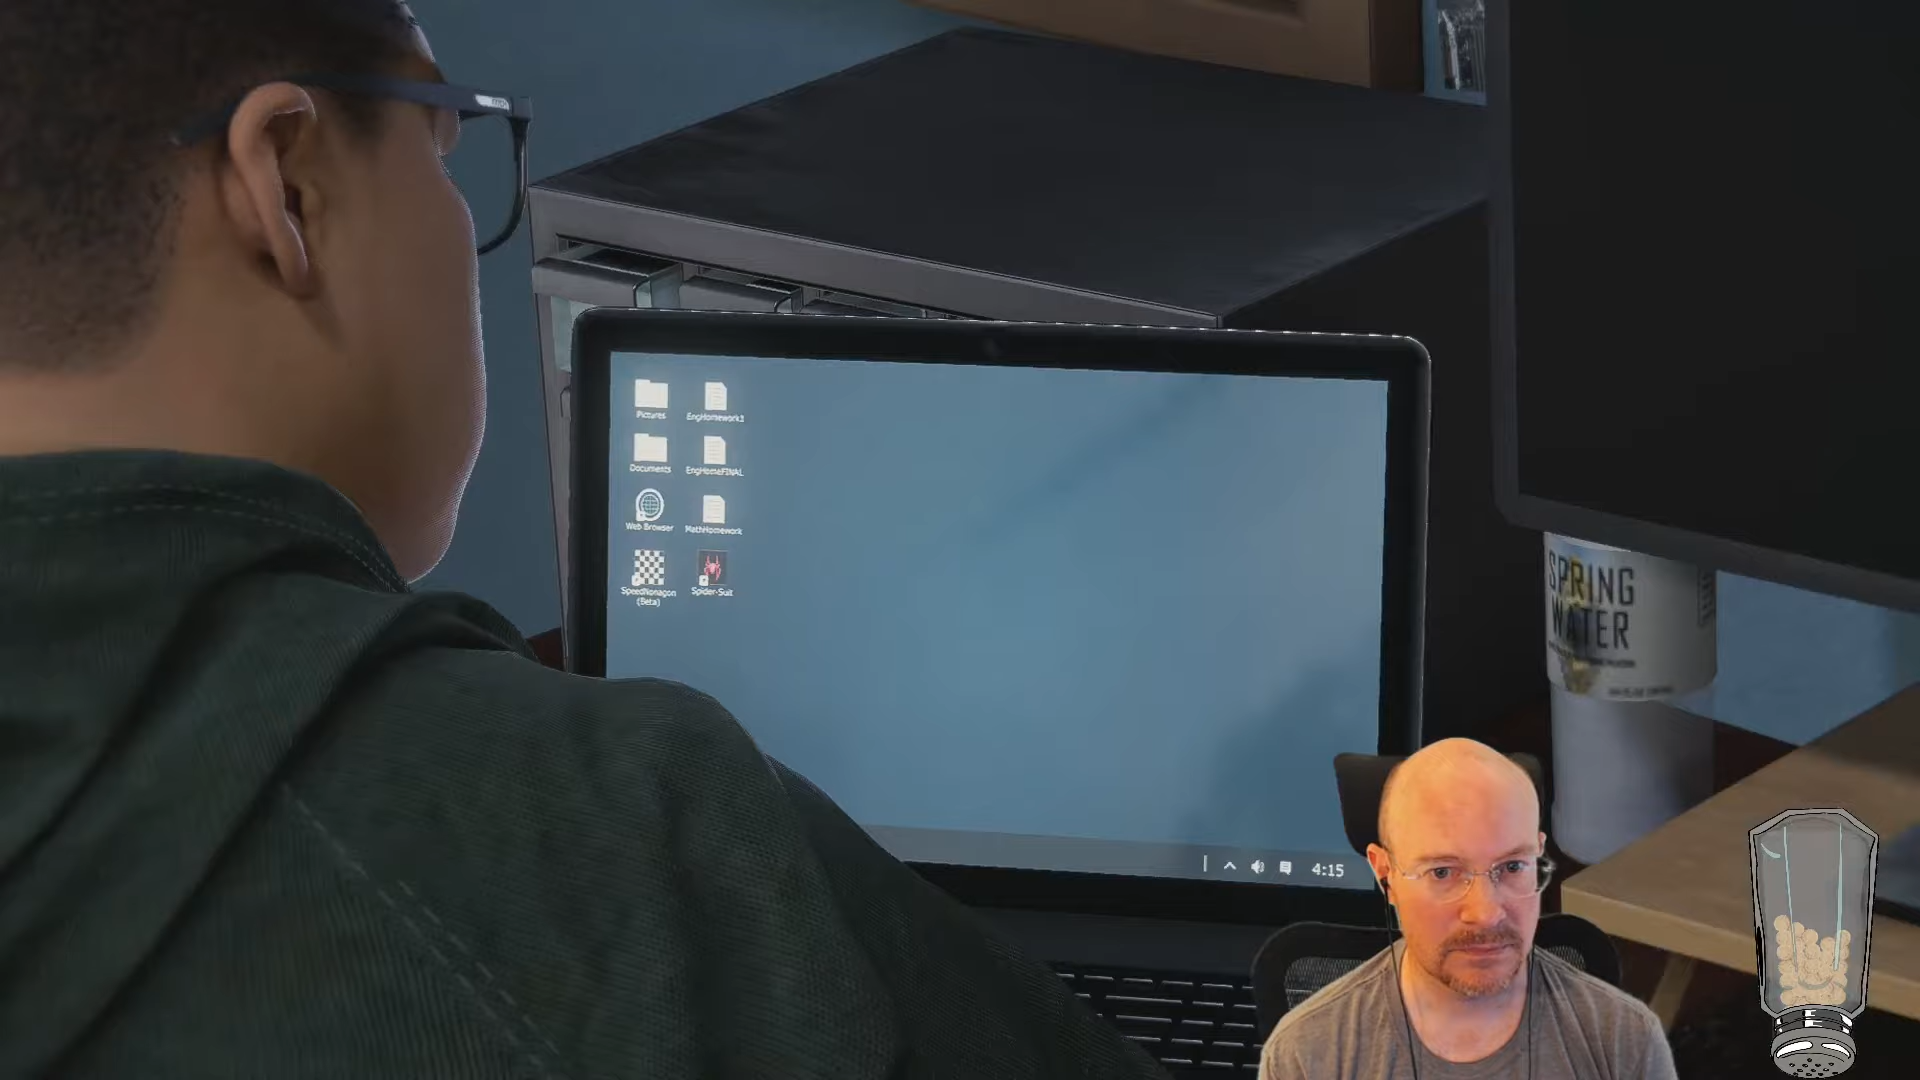 Pictures
EngHomework3
Documents
EngHomeFINAL
Web Browser
MathHomework
SpeedNonagon
(Beta)
Spider-Suit
4:15
SPRING
WATER